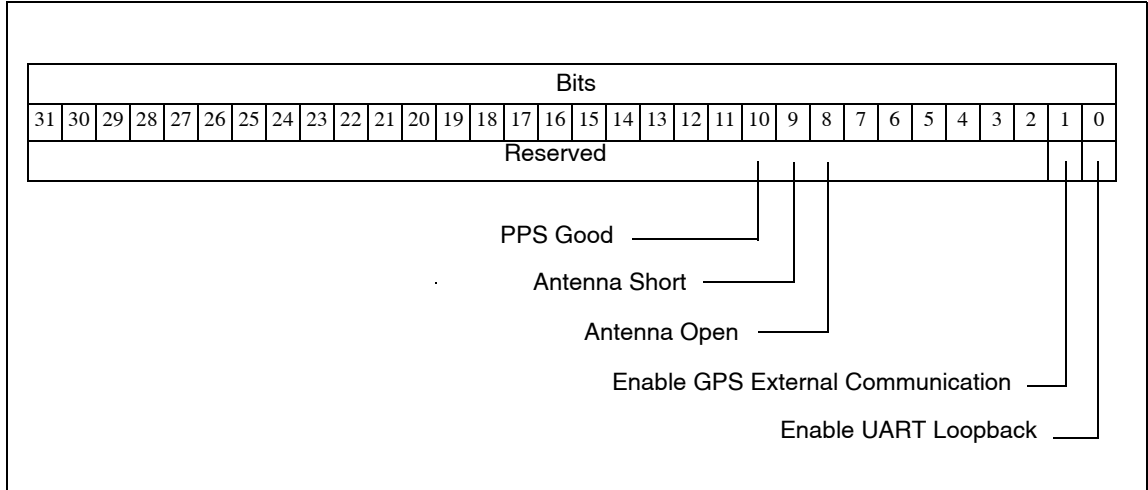 Bits
31 30 29 28 27 26 25 24 23 22 21 20 19 18 17 16 15 14 13 12 11 10 9 8 7 6 5 4 3 2 1 0
Reserved
PPS Good
Antenna Short
Antenna Open
Enable GPS External Communication
Enable UART Loopback